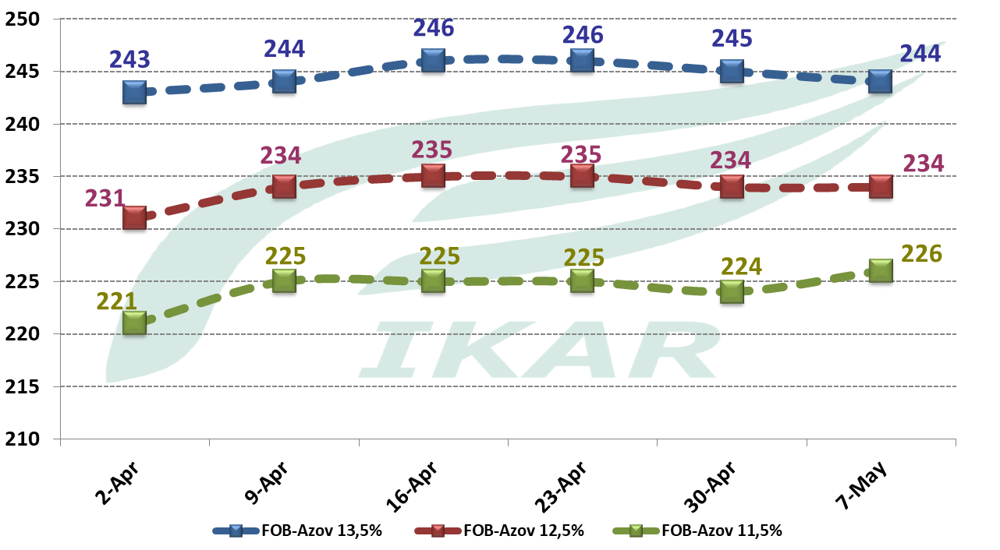 250
246
246
245
244
244
243
245
240
235
235
234
234
234
235
231
230
226
225
225
225
224
225
221
220
IKAR
215
210
2-Apr
9-Apr
16-Apr
23-Apr
30-Apr
7-May
FOB-Azov 13,5%
FOB-Azov 12,5%
FOB-Azov 11,5%